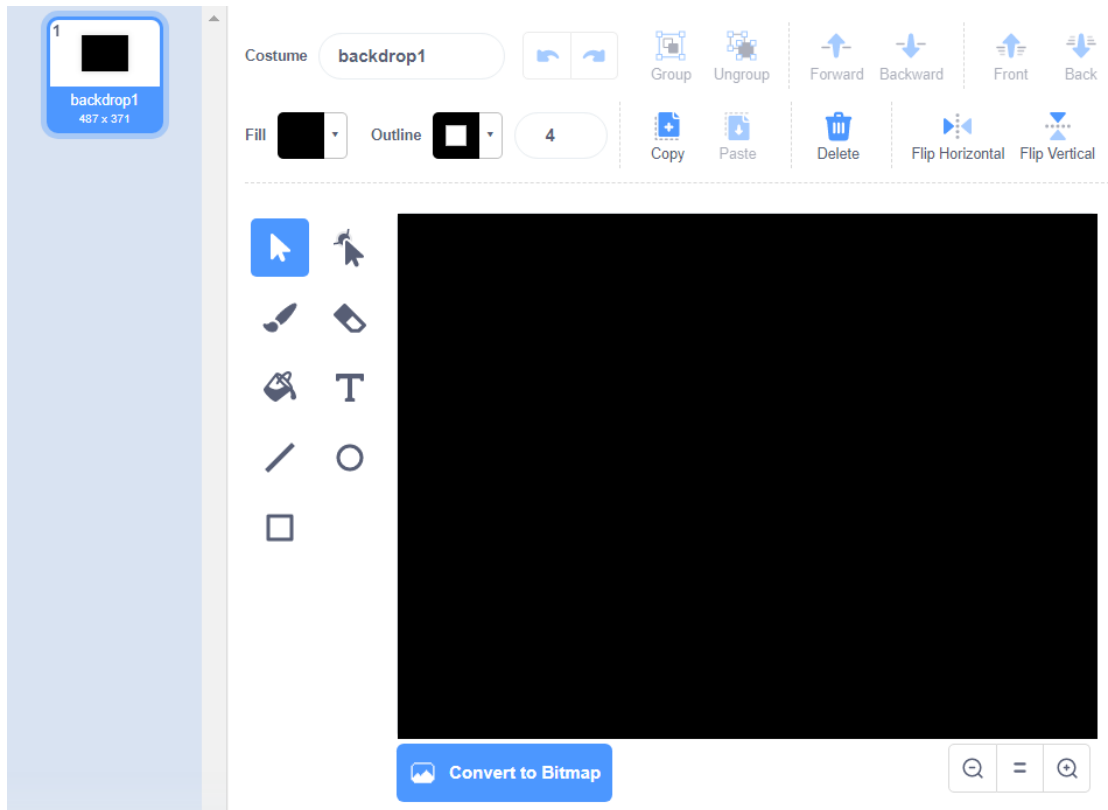 1
backdrop1
487 x 371
Costume backdrop1
Group Ungroup Forward Backward Front Back
Fill Outline 4
Copy Paste Delete Flip Horizontal Flip Vertical
T
Convert to Bitmap